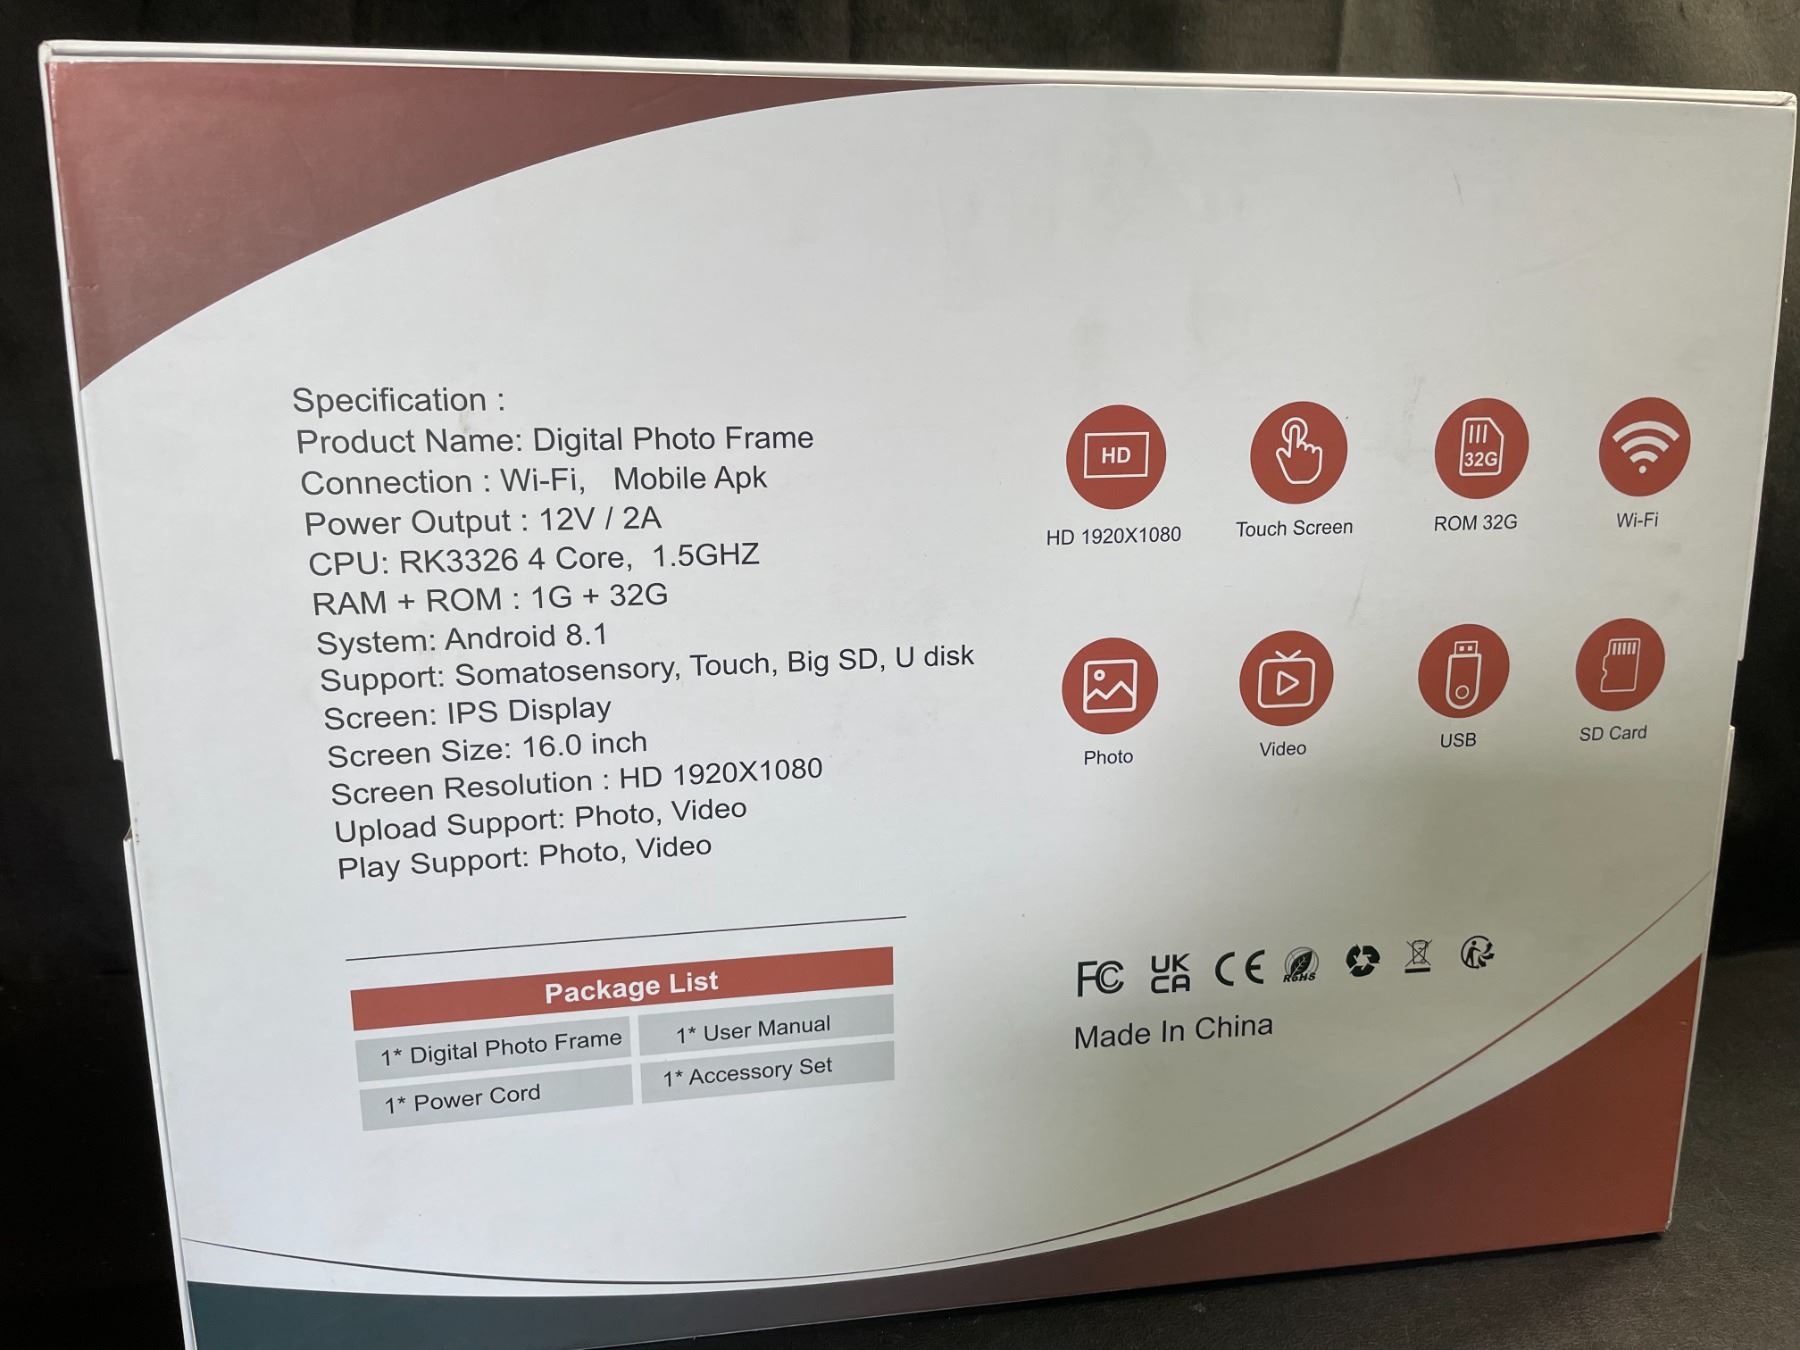 Specification :
Product Name: Digital Photo Frame
Connection : Wi-Fi, Mobile Apk
Power Output : 12V / 2A
CPU: RK3326 4 Core, 1.5GHZ
RAM + ROM : 1G + 32G
System: Android 8.1
Support: Somatosensory, Touch, Big SD, U disk
Screen: IPS Display
Screen Size: 16.0 inch
Screen Resolution : HD 1920X1080
Upload Support: Photo, Video
Play Support: Photo, Video
Package List
1* Digital Photo Frame
1* User Manual
1* Power Cord
1* Accessory Set
HD
32G
HD 1920X1080
Touch Screen
ROM 32G
Wi-Fi
Photo
Video
USB
SD Card
FC
UK
CA
CE
RoHS
Made In China